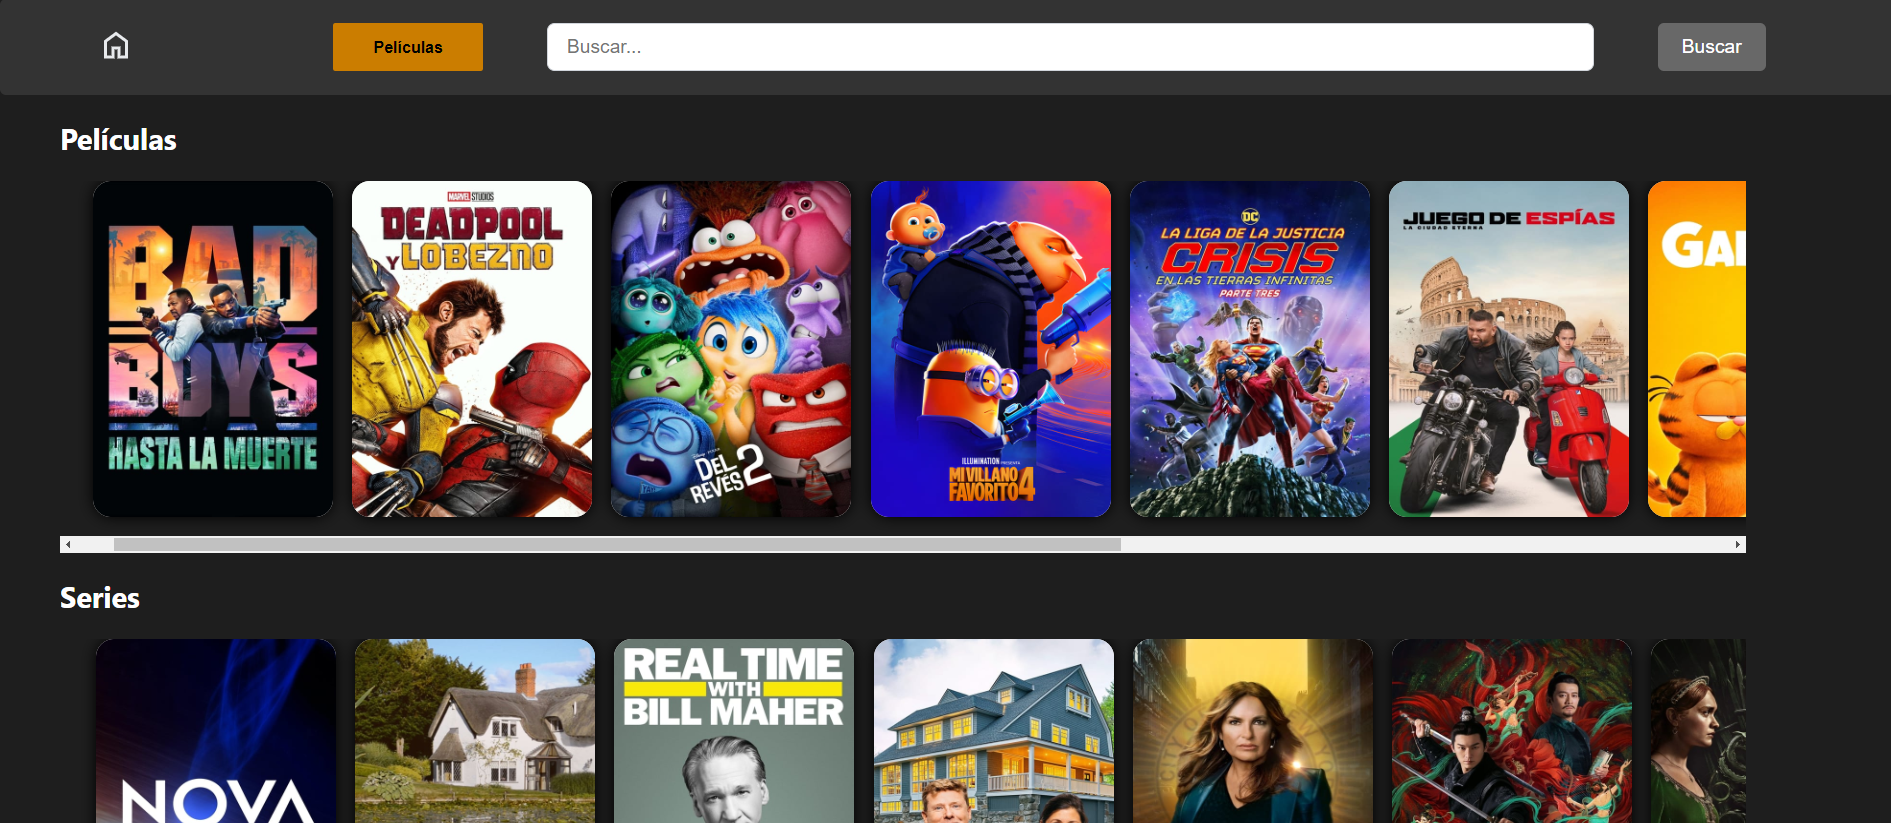 Películas
Buscar...
Buscar
Películas
BAD
BOYS
HASTA LA MUERTE
MARVEL STUDIOS
DEADPOOL
Y LOBEZNO
DEL
REVÉS 2
ILLUMINATION PRESENTA
MI VILLANO
FAVORITO 4
DC
LA LIGA DE LA JUSTICIA
CRISIS
EN LAS TIERRAS INFINITAS
PARTE TRES
JUEGO DE ESPÍAS
LA CIUDAD ETERNA
GA
Series
NOVA
REAL TIME
WITH
BILL MAHER